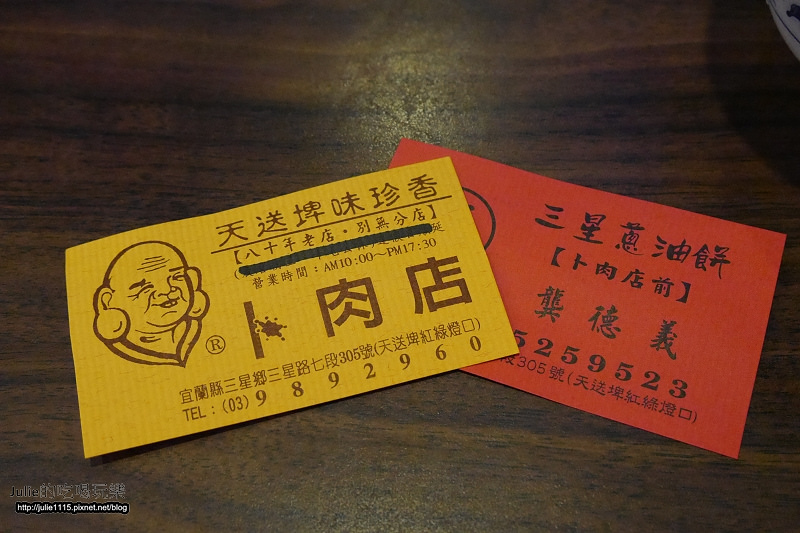 天送埤味珍香
【八十年老店・別無分店】
營業時間：AM10:00～PM17:30
卜肉店
®
宜蘭縣三星鄉三星路七段305號(天送埤紅綠燈口)
TEL：(03)9892960
三星蔥油餅
【卜肉店前】
龔德義
5259523
段305號(天送埤紅綠燈口)
Julie的吃喝玩樂
http://julie1115.pixnet.net/blog